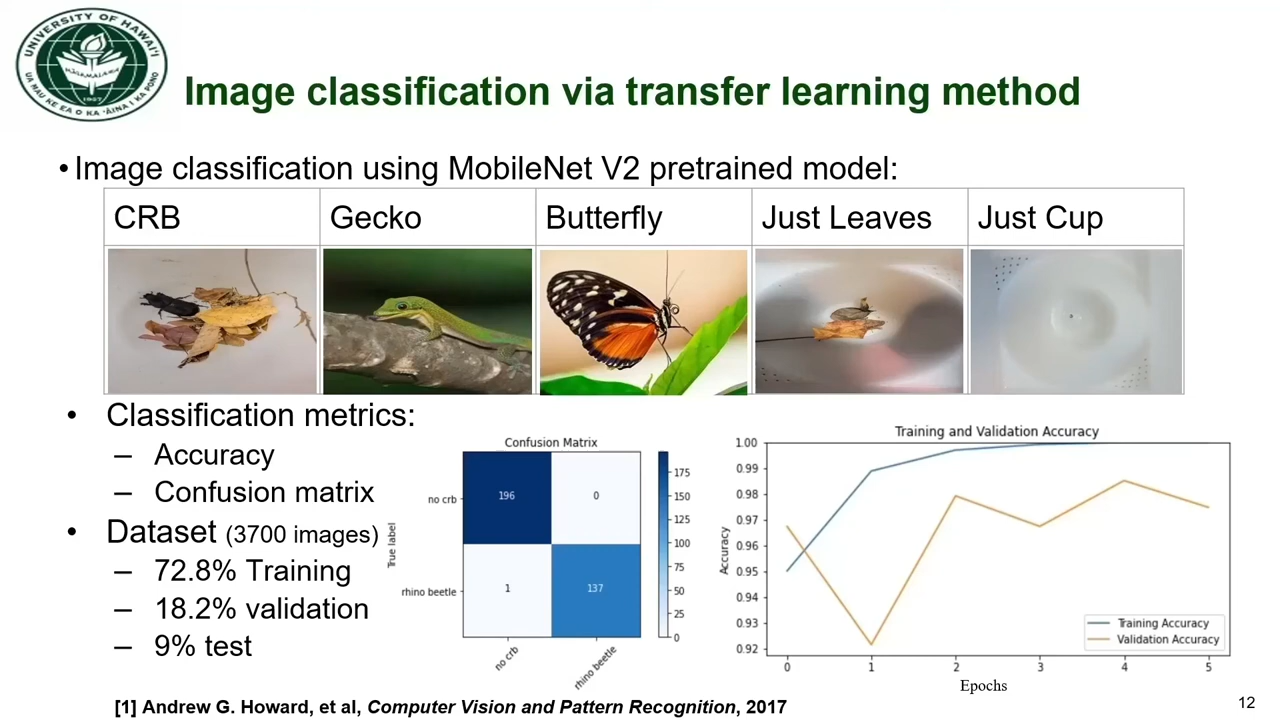 UNIVERSITY OF HAWAIʻI
UA MAU KE EA O KA ʻĀINA I KA PONO
MĀLAMALAMA
1907
Image classification via transfer learning method
• Image classification using MobileNet V2 pretrained model:
CRB Gecko Butterfly Just Leaves Just Cup
• Classification metrics:
– Accuracy
– Confusion matrix
• Dataset (3700 images)
– 72.8% Training
– 18.2% validation
– 9% test
Confusion Matrix
True label
no crb
rhino beetle
196 0
1 137
no crb
rhino beetle
175
150
125
100
75
50
25
0
Training and Validation Accuracy
Accuracy
1.00
0.99
0.98
0.97
0.96
0.95
0.94
0.93
0.92
Training Accuracy
Validation Accuracy
0 1 2 3 4 5
Epochs
[1] Andrew G. Howard, et al, Computer Vision and Pattern Recognition, 2017
12